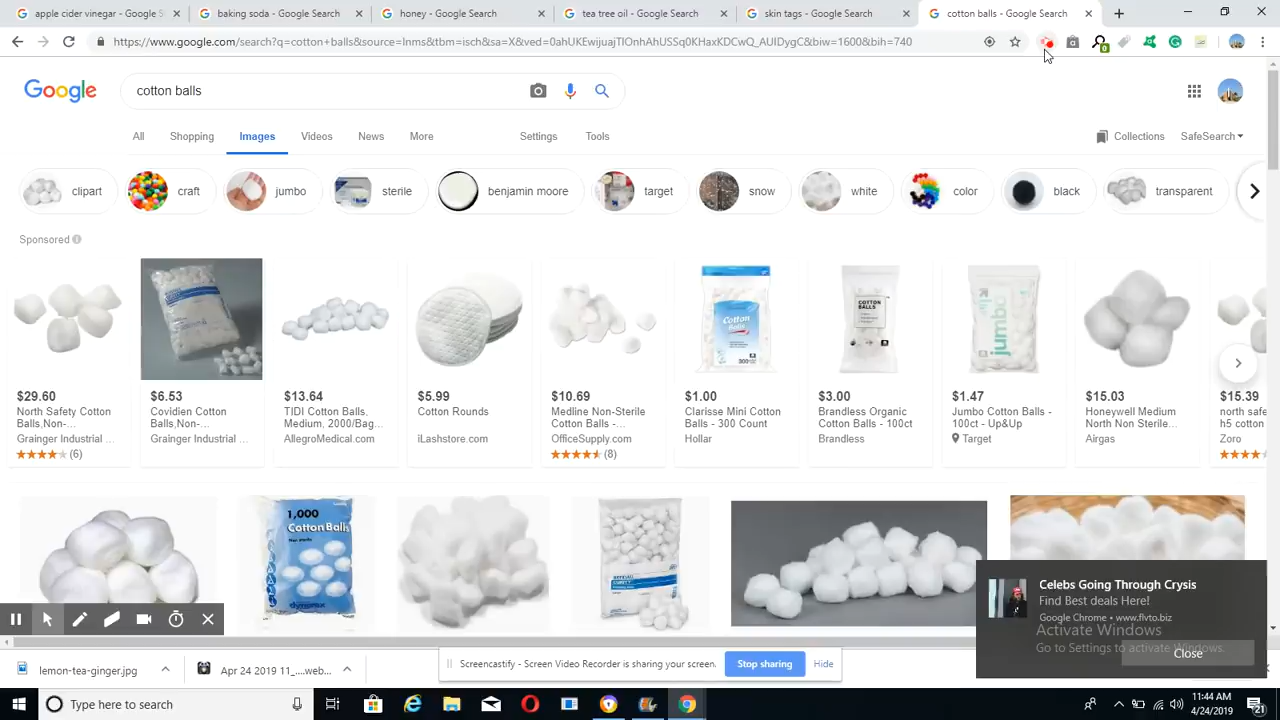 apple cider vinegar - Google S
baking soda - Google Search
honey - Google Search
tea tree oil - Google Search
skin tags - Google Search
cotton balls - Google Search
https://www.google.com/search?q=cotton+balls&source=lnms&tbm=isch&sa=X&ved=0ahUKEwijuajTlOnhAhUSSq0KHaxKDCwQ_AUIDygC&biw=1600&bih=740
0
Google
cotton balls
All
Shopping
Images
Videos
News
More
Settings
Tools
Collections
SafeSearch
clipart
craft
jumbo
sterile
benjamin moore
target
snow
white
color
black
transparent
Sponsored
$29.60
North Safety Cotton
Balls,Non-...
Grainger Industrial ...
(6)
$6.53
Covidien Cotton
Balls,Non-...
Grainger Industrial ...
$13.64
TIDI Cotton Balls,
Medium, 2000/Bag...
AllegroMedical.com
$5.99
Cotton Rounds
iLashstore.com
$10.69
Medline Non-Sterile
Cotton Balls - ...
OfficeSupply.com
(8)
Cotton
Balls
300
$1.00
Clarisse Mini Cotton
Balls - 300 Count
Hollar
COTTON
BALLS
$3.00
Brandless Organic
Cotton Balls - 100ct
Brandless
jumbo
$1.47
Jumbo Cotton Balls -
100ct - Up&Up
Target
$15.03
Honeywell Medium
North Non Sterile...
Airgas
$15.39
north safe
h5 cotton
Zoro
1,000
Cotton Balls
Celebs Going Through Crysis
Find Best deals Here!
Google Chrome • www.flvto.biz
Activate Windows
Go to Settings to activate Windows.
Close
lemon-tea-ginger.jpg
Apr 24 2019 11_....web...
Screencastify - Screen Video Recorder is sharing your screen.
Stop sharing
Hide
Type here to search
11:44 AM
4/24/2019
21